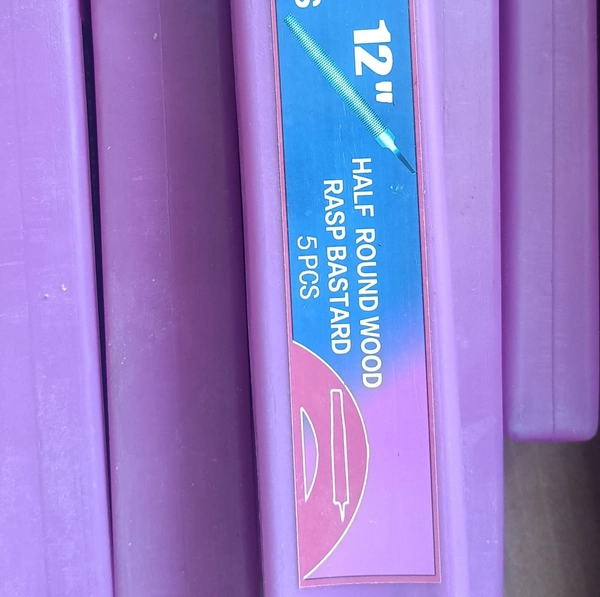 12"
HALF ROUND WOOD
RASP BASTARD
5 PCS